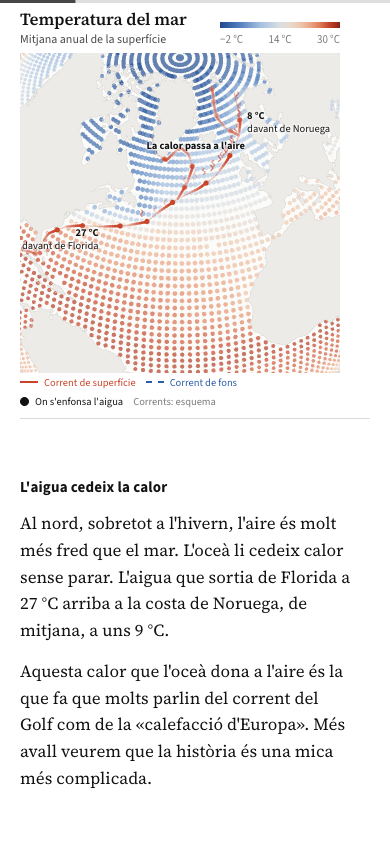 Temperatura del mar
Mitjana anual de la superfície
−2 °C 14 °C 30 °C
8 °C
davant de Noruega
La calor passa a l'aire
27 °C
davant de Florida
Corrent de superfície Corrent de fons
On s'enfonsa l'aigua Corrents: esquema
L'aigua cedeix la calor
Al nord, sobretot a l'hivern, l'aire és molt
més fred que el mar. L'oceà li cedeix calor
sense parar. L'aigua que sortia de Florida a
27 °C arriba a la costa de Noruega, de
mitjana, a uns 9 °C.
Aquesta calor que l'oceà dona a l'aire és la
que fa que molts parlin del corrent del
Golf com de la «calefacció d'Europa». Més
avall veurem que la història és una mica
més complicada.